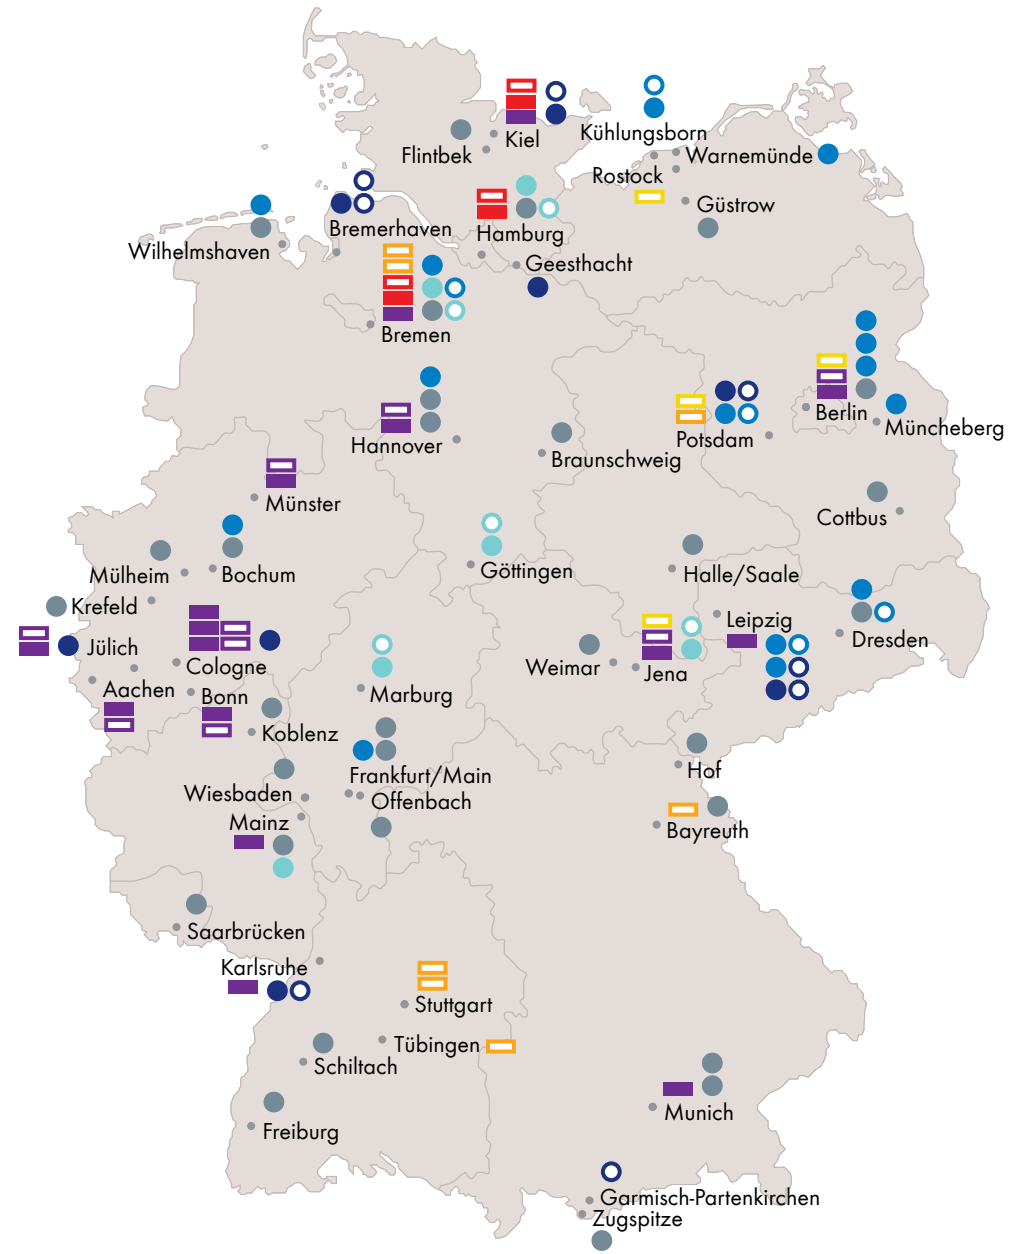 Kiel
Kühlungsborn
Flintbek
Warnemünde
Rostock
Güstrow
Bremerhaven
Hamburg
Wilhelmshaven
Geesthacht
Bremen
Berlin
Müncheberg
Potsdam
Hannover
Braunschweig
Münster
Cottbus
Mülheim
Bochum
Göttingen
Halle/Saale
Krefeld
Leipzig
Dresden
Jülich
Cologne
Weimar
Jena
Aachen
Bonn
Marburg
Koblenz
Hof
Frankfurt/Main
Wiesbaden
Offenbach
Mainz
Bayreuth
Saarbrücken
Karlsruhe
Stuttgart
Tübingen
Schiltach
Munich
Freiburg
Garmisch-Partenkirchen
Zugspitze